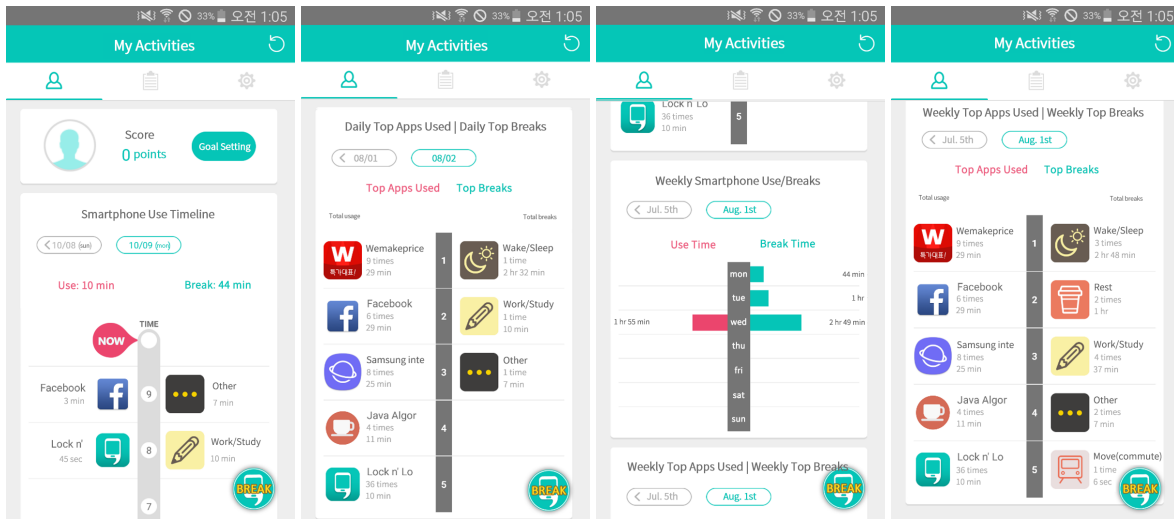 33% 오전 1:05
My Activities
Score
0 points
Goal Setting
Smartphone Use Timeline
10/08 (sun)
10/09 (mon)
Use: 10 min
Break: 44 min
TIME
NOW
Facebook
3 min
9
Other
7 min
Lock n'
45 sec
8
Work/Study
10 min
7
BREAK
33% 오전 1:05
My Activities
Daily Top Apps Used | Daily Top Breaks
08/01
08/02
Top Apps Used
Top Breaks
Total usage
Total breaks
W
특가대표!
Wemakeprice
9 times
29 min
1
Wake/Sleep
1 time
2 hr 32 min
Facebook
6 times
29 min
2
Work/Study
1 time
10 min
Samsung inte
8 times
25 min
3
Other
1 time
7 min
Java Algor
4 times
11 min
4
Lock n' Lo
36 times
10 min
5
BREAK
33% 오전 1:05
My Activities
Lock n' Lo
36 times
10 min
5
Weekly Smartphone Use/Breaks
Jul. 5th
Aug. 1st
Use Time
Break Time
mon
44 min
tue
1 hr
1 hr 55 min
wed
2 hr 49 min
thu
fri
sat
sun
Weekly Top Apps Used | Weekly Top Breaks
Jul. 5th
Aug. 1st
BREAK
33% 오전 1:05
My Activities
Weekly Top Apps Used | Weekly Top Breaks
Jul. 5th
Aug. 1st
Top Apps Used
Top Breaks
Total usage
Total breaks
W
특가대표!
Wemakeprice
9 times
29 min
1
Wake/Sleep
3 times
2 hr 48 min
Facebook
6 times
29 min
2
Rest
2 times
1 hr
Samsung inte
8 times
25 min
3
Work/Study
4 times
37 min
Java Algor
4 times
11 min
4
Other
2 times
7 min
Lock n' Lo
36 times
10 min
5
Move(commute)
1 time
6 sec
BREAK